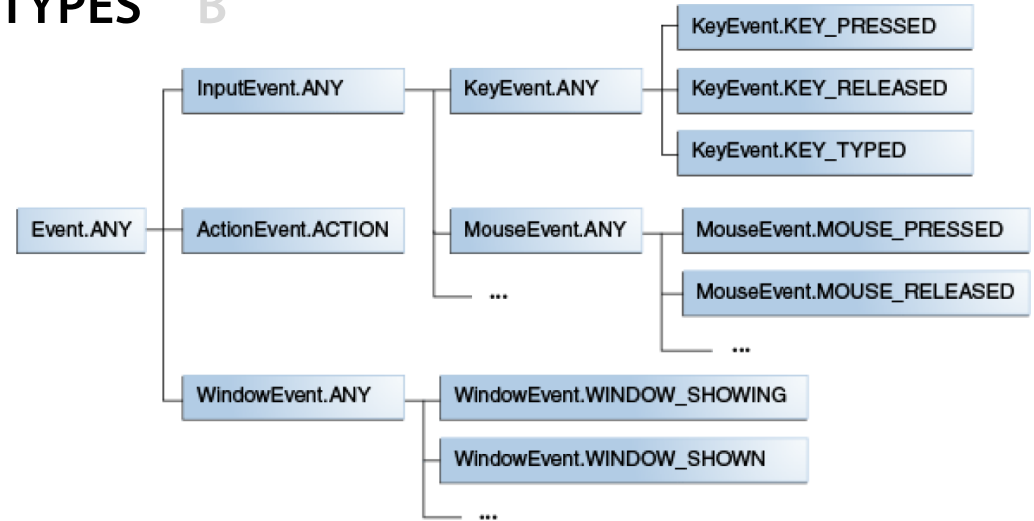 TYPES B
KeyEvent.KEY_PRESSED
InputEvent.ANY
KeyEvent.ANY
KeyEvent.KEY_RELEASED
KeyEvent.KEY_TYPED
Event.ANY
ActionEvent.ACTION
MouseEvent.ANY
MouseEvent.MOUSE_PRESSED
...
MouseEvent.MOUSE_RELEASED
...
WindowEvent.ANY
WindowEvent.WINDOW_SHOWING
WindowEvent.WINDOW_SHOWN
...